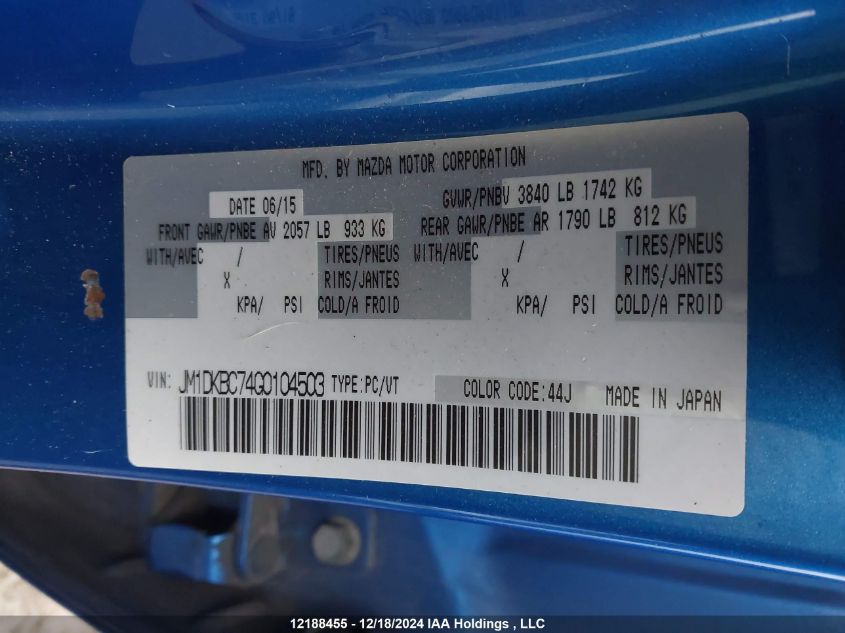 MFD. BY MAZDA MOTOR CORPORATION
DATE 06/15 GVWR/PNBV 3840 LB 1742 KG
FRONT GAWR/PNBE AV 2057 LB 933 KG REAR GAWR/PNBE AR 1790 LB 812 KG
WITH/AVEC / TIRES/PNEUS WITH/AVEC / TIRES/PNEUS
X RIMS/JANTES X RIMS/JANTES
KPA/ PSI COLD/A FROID KPA/ PSI COLD/A FROID
VIN: JM1DKBC74G0104503 TYPE:PC/VT COLOR CODE:44J MADE IN JAPAN
12188455 - 12/18/2024 IAA Holdings , LLC